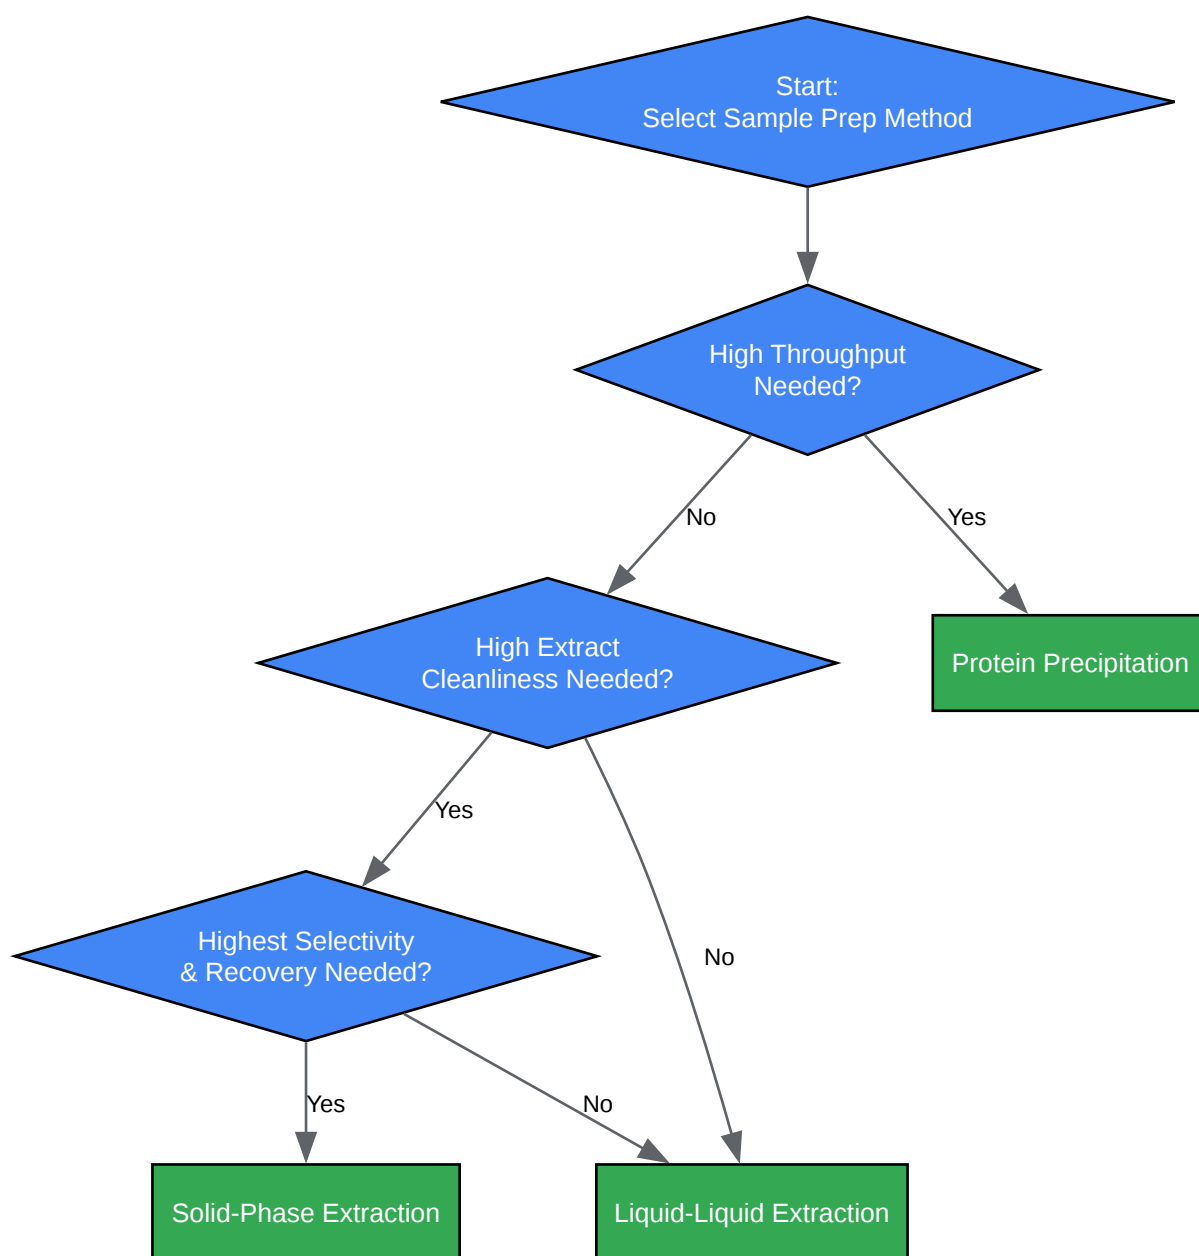 Start:
Select Sample Prep Method
High Throughput
Needed?
No
Yes
High Extract
Cleanliness Needed?
Protein Precipitation
Yes
No
Highest Selectivity
& Recovery Needed?
Yes
No
Solid-Phase Extraction
Liquid-Liquid Extraction